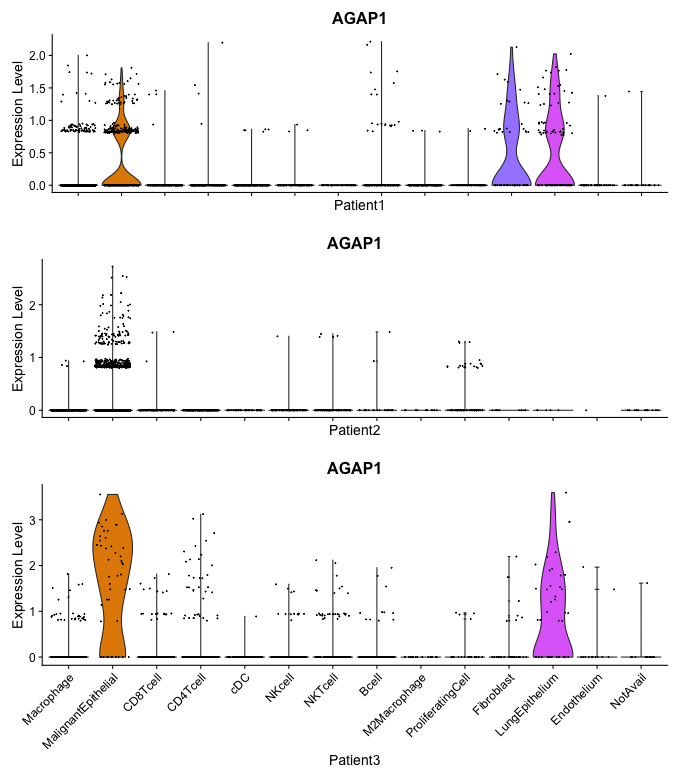 AGAP1
Expression Level
2.0
1.5
1.0
0.5
0.0
Patient1
AGAP1
Expression Level
2
1
0
Patient2
AGAP1
Expression Level
3
2
1
0
Macrophage
MalignantEpithelial
CD8Tcell
CD4Tcell
cDC
NKcell
NKTcell
Bcell
M2Macrophage
ProliferatingCell
Fibroblast
LungEpithelium
Endothelium
NotAvail
Patient3